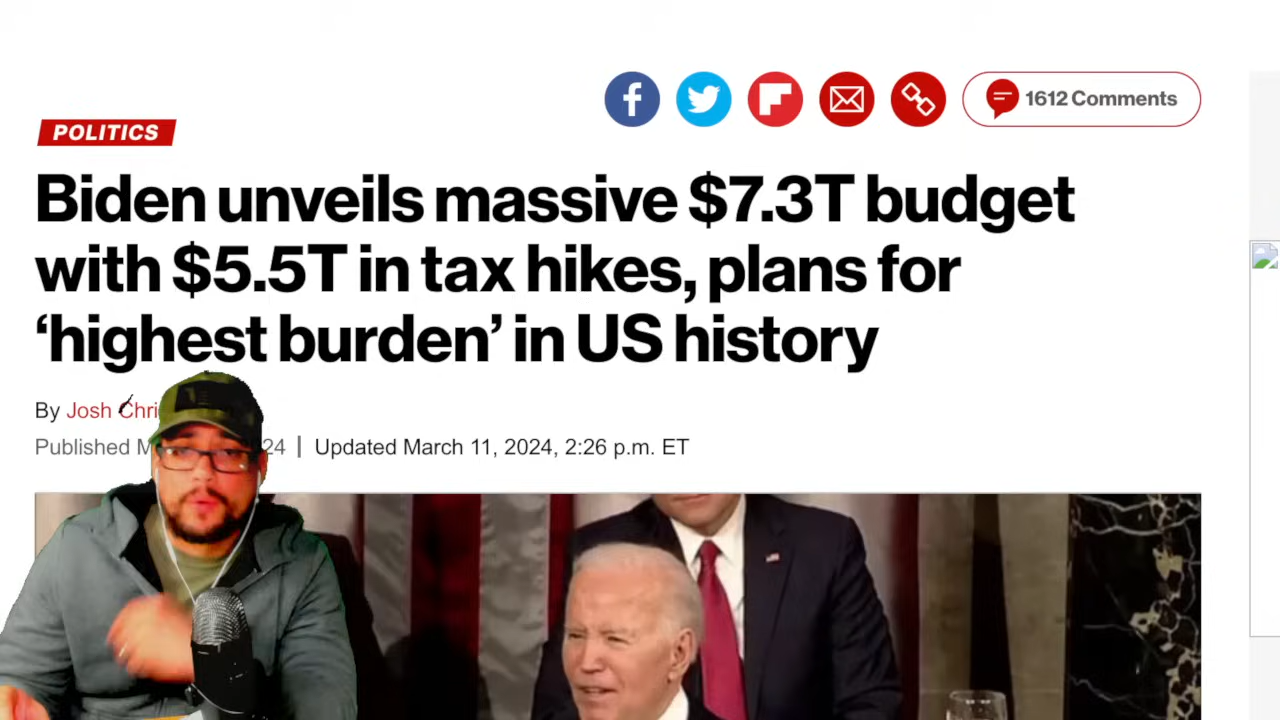 1612 Comments
POLITICS
Biden unveils massive $7.3T budget
with $5.5T in tax hikes, plans for
‘highest burden’ in US history
By Josh Chri
Published M 24 | Updated March 11, 2024, 2:26 p.m. ET